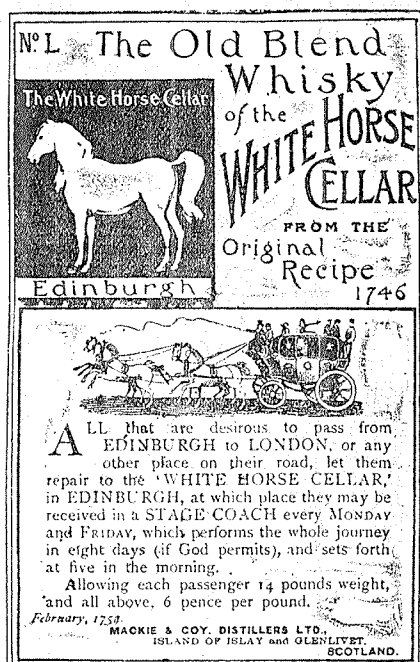 No. L The Old Blend
Whisky
of the
WHITE HORSE
CELLAR
FROM THE
Original
Recipe
1746
The White Horse Cellar
Edinburgh
ALL that are desirous to pass from
EDINBURGH to LONDON, or any
other place on their road, let them
repair to the 'WHITE HORSE CELLAR,'
in EDINBURGH, at which place they may be
received in a STAGE COACH every MONDAY
and FRIDAY, which performs the whole journey
in eight days (if God permits), and sets forth
at five in the morning.
Allowing each passenger 14 pounds weight,
and all above, 6 pence per pound.
February, 1754.
MACKIE & COY. DISTILLERS LTD.,
ISLAND OF ISLAY and GLENLIVET,
SCOTLAND.